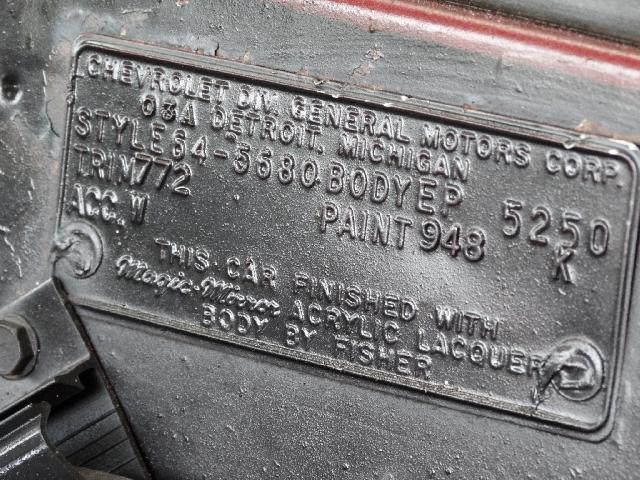 CHEVROLET DIV. GENERAL MOTORS CORP.
03A DETROIT, MICHIGAN
STYLE 64-5680 BODY EP 5250
TRIM 772 PAINT 948 K
ACC. W
THIS CAR FINISHED WITH
Magic-Mirror ACRYLIC LACQUER
BODY BY FISHER